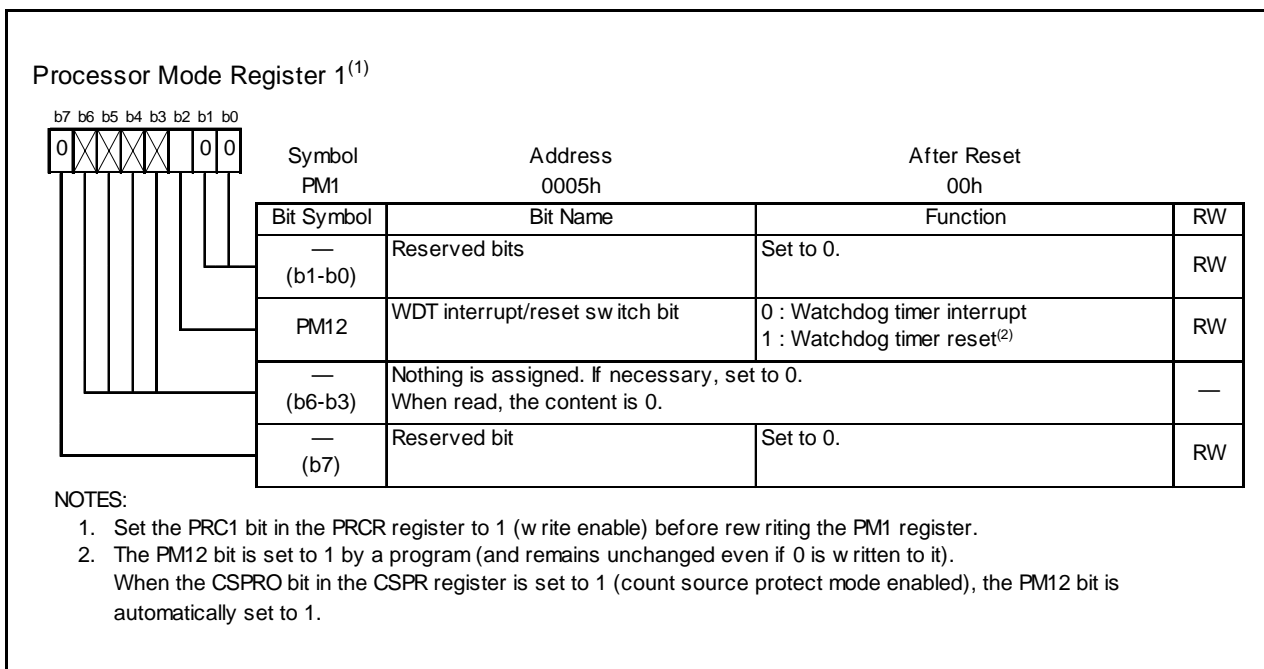 Processor Mode Register 1(1)
b7 b6 b5 b4 b3 b2 b1 b0
0 0 0
Symbol Address After Reset
PM1 0005h 00h
Bit Symbol Bit Name Function RW
— (b1-b0) Reserved bits Set to 0. RW
PM12 WDT interrupt/reset switch bit 0 : Watchdog timer interrupt
1 : Watchdog timer reset(2) RW
— (b6-b3) Nothing is assigned. If necessary, set to 0.
When read, the content is 0. —
— (b7) Reserved bit Set to 0. RW
NOTES:
1. Set the PRC1 bit in the PRCR register to 1 (write enable) before rewriting the PM1 register.
2. The PM12 bit is set to 1 by a program (and remains unchanged even if 0 is written to it).
When the CSPRO bit in the CSPR register is set to 1 (count source protect mode enabled), the PM12 bit is
automatically set to 1.